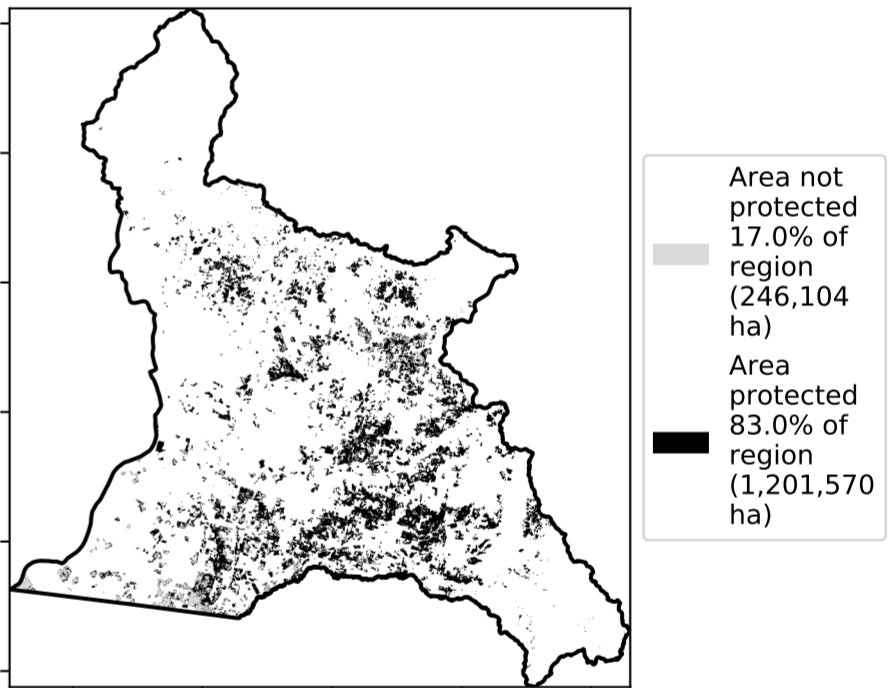 Area not
protected
17.0% of
region
(246,104
ha)
Area
protected
83.0% of
region
(1,201,570
ha)